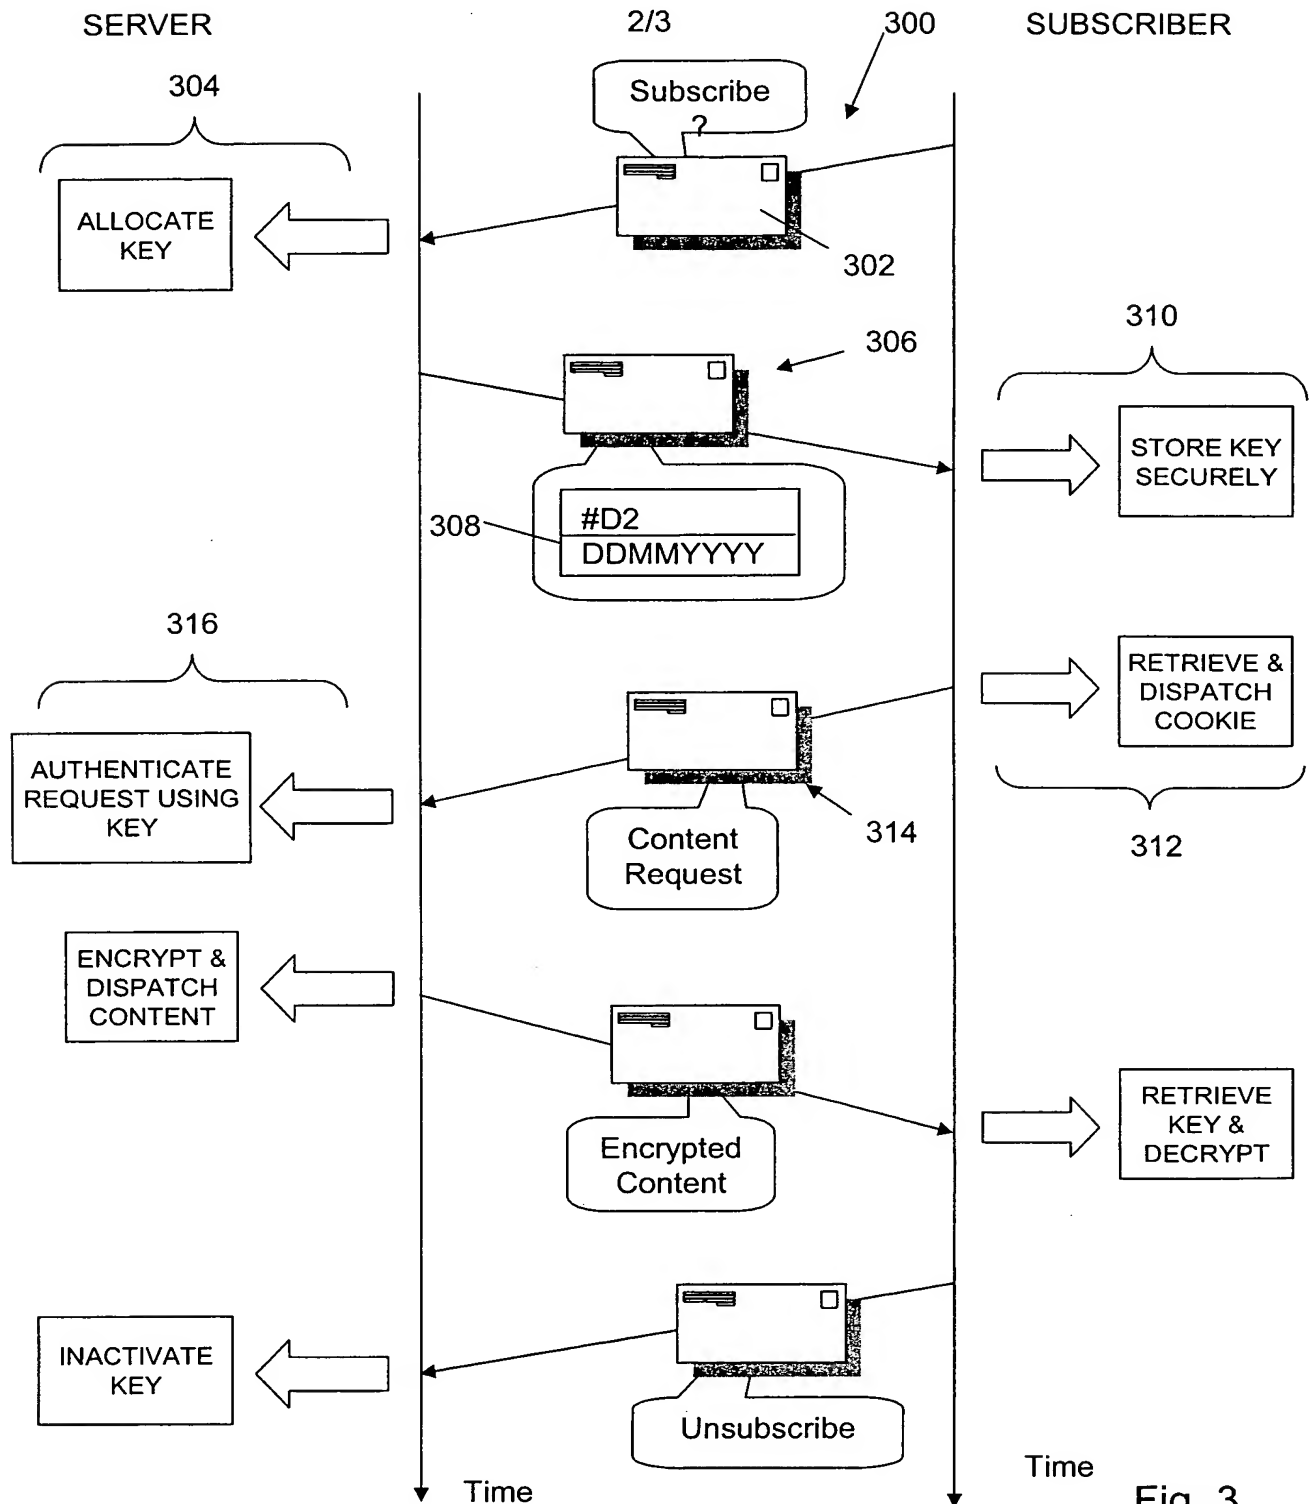 SERVER
2/3
300
SUBSCRIBER
304
Subscribe
?
ALLOCATE
KEY
302
310
306
STORE KEY
SECURELY
308
#D2
DDMMYYYY
316
RETRIEVE &
DISPATCH
COOKIE
AUTHENTICATE
REQUEST USING
KEY
314
312
Content
Request
ENCRYPT &
DISPATCH
CONTENT
RETRIEVE
KEY &
DECRYPT
Encrypted
Content
INACTIVATE
KEY
Unsubscribe
Time
Time
Fig. 3